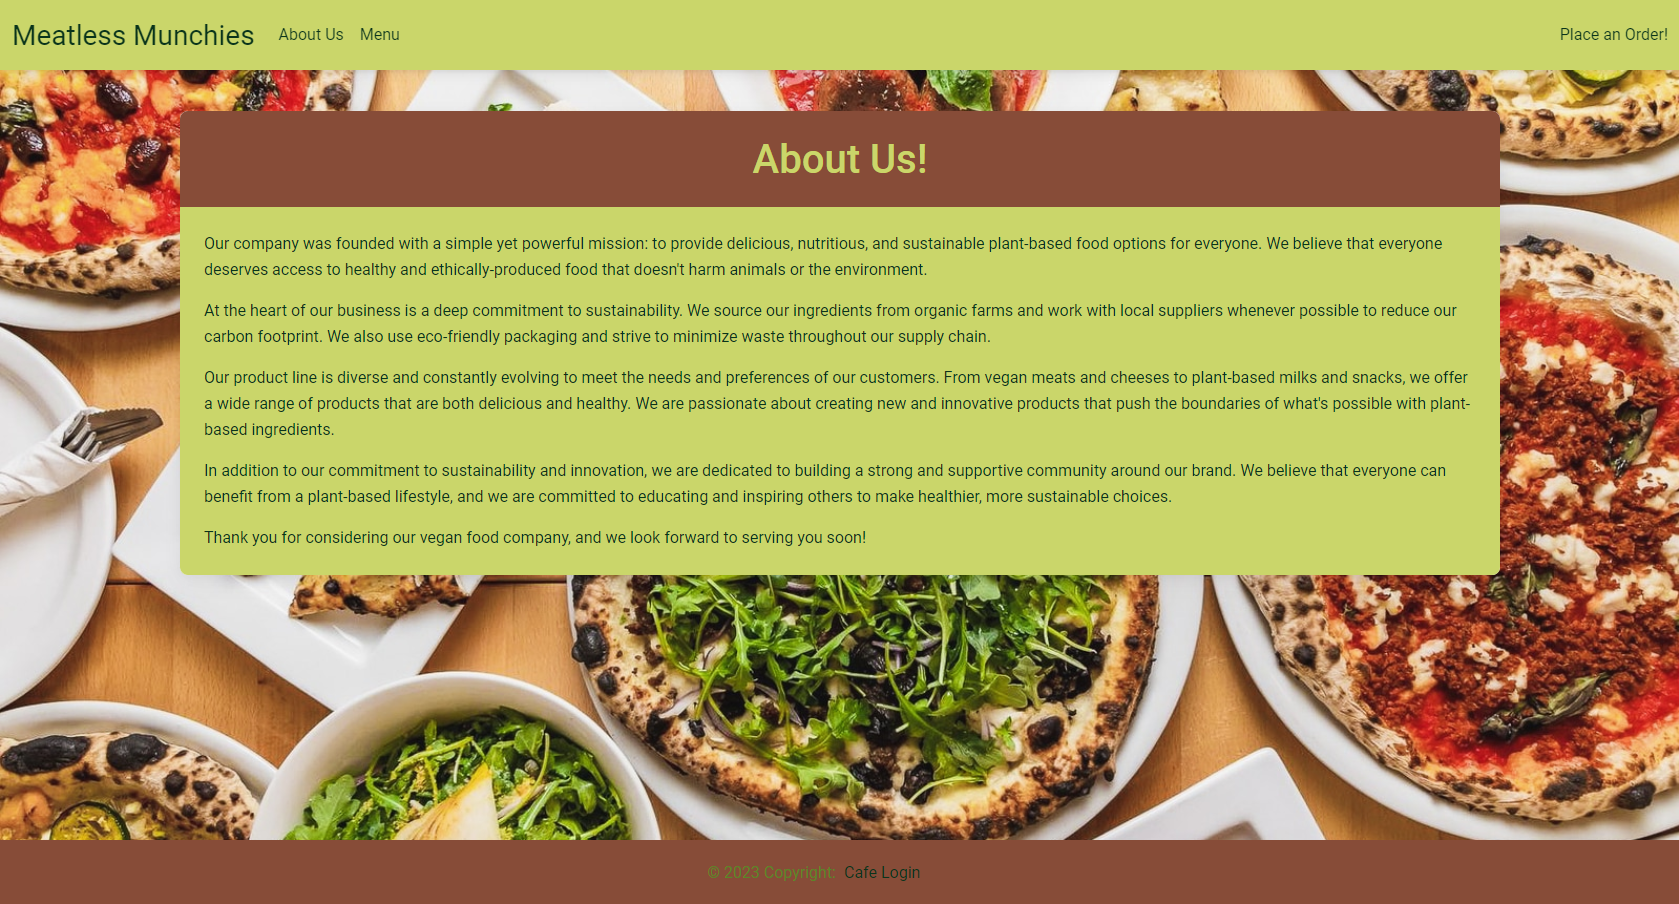 Meatless Munchies About Us Menu Place an Order!
About Us!
Our company was founded with a simple yet powerful mission: to provide delicious, nutritious, and sustainable plant-based food options for everyone. We believe that everyone
deserves access to healthy and ethically-produced food that doesn't harm animals or the environment.
At the heart of our business is a deep commitment to sustainability. We source our ingredients from organic farms and work with local suppliers whenever possible to reduce our
carbon footprint. We also use eco-friendly packaging and strive to minimize waste throughout our supply chain.
Our product line is diverse and constantly evolving to meet the needs and preferences of our customers. From vegan meats and cheeses to plant-based milks and snacks, we offer
a wide range of products that are both delicious and healthy. We are passionate about creating new and innovative products that push the boundaries of what's possible with plant-
based ingredients.
In addition to our commitment to sustainability and innovation, we are dedicated to building a strong and supportive community around our brand. We believe that everyone can
benefit from a plant-based lifestyle, and we are committed to educating and inspiring others to make healthier, more sustainable choices.
Thank you for considering our vegan food company, and we look forward to serving you soon!
© 2023 Copyright: Cafe Login